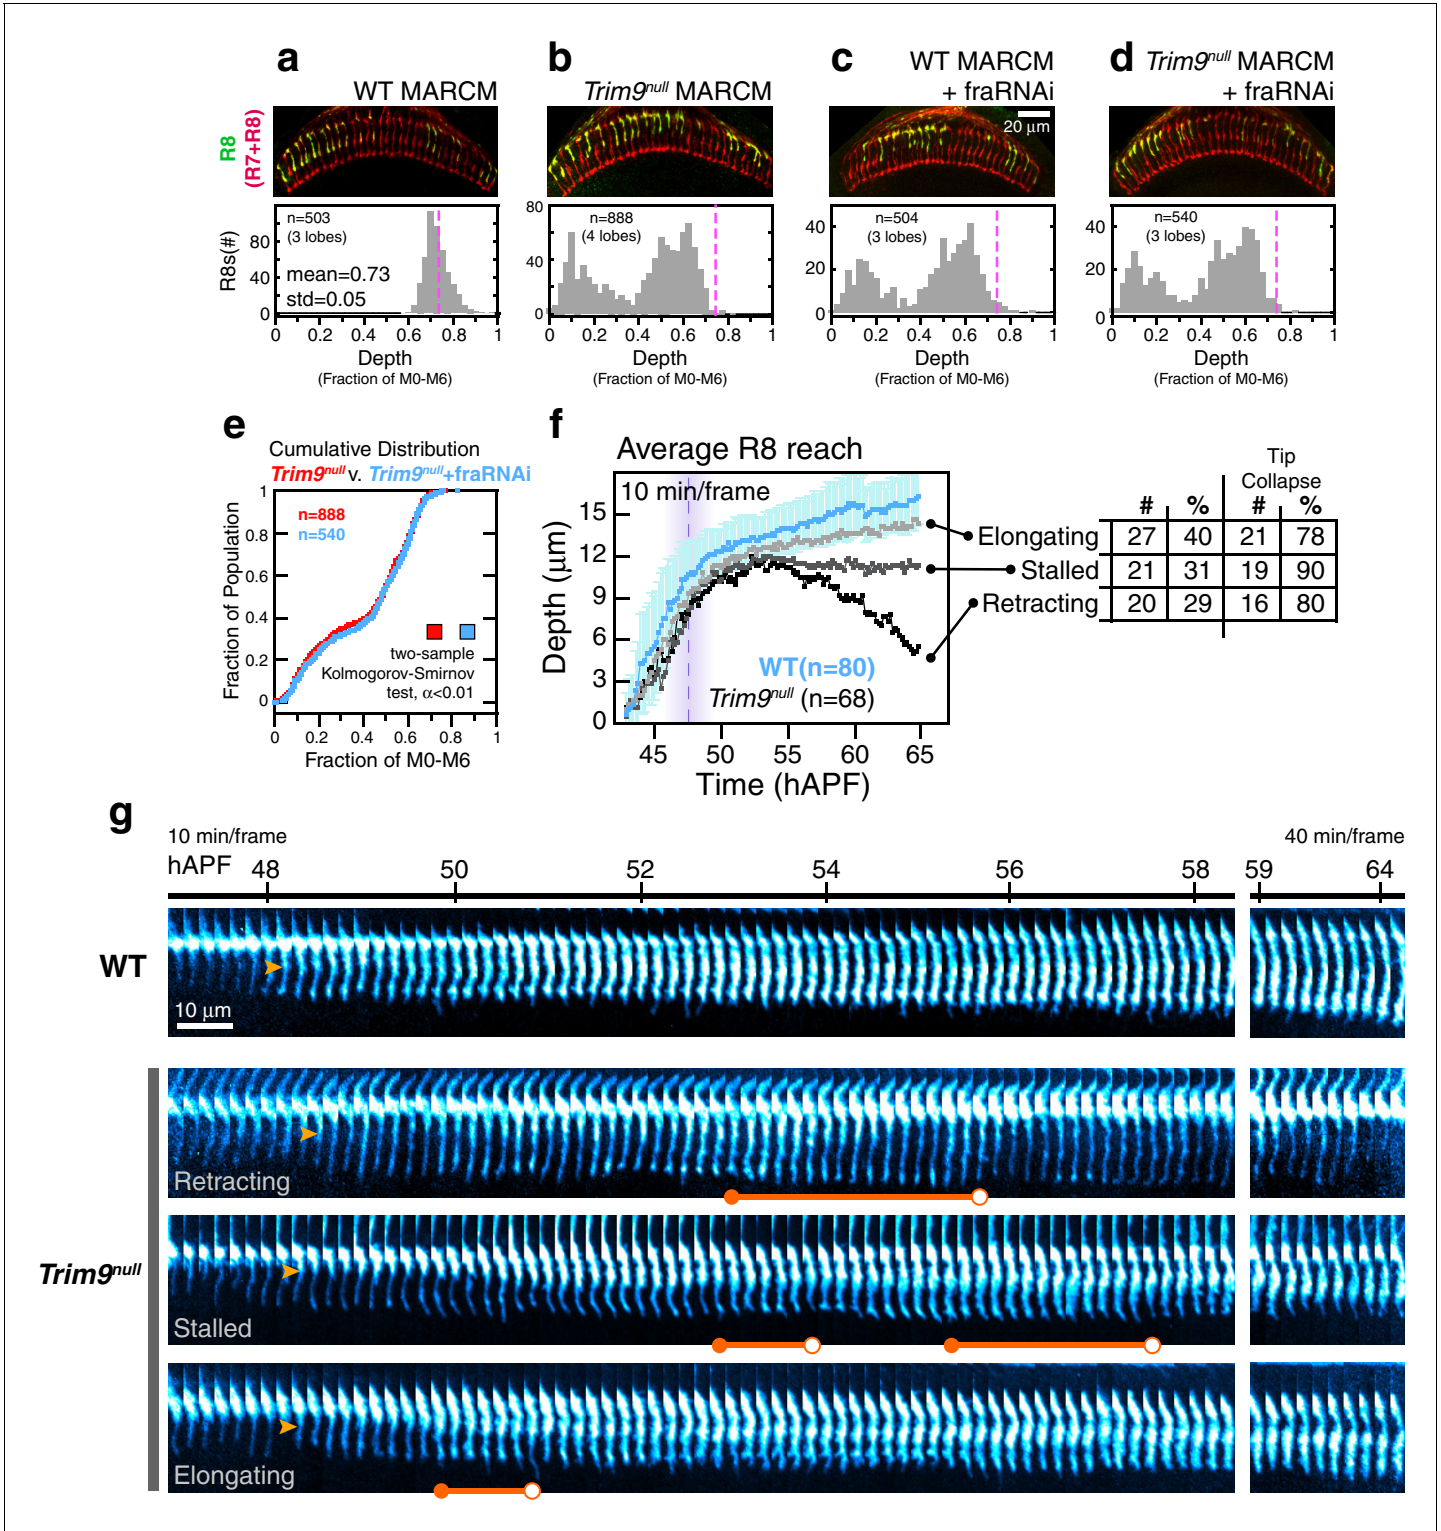 a
WT MARCM
b
Trim9null MARCM
c
WT MARCM
+ fraRNAi
d
Trim9null MARCM
+ fraRNAi
R8
(R7+R8)
20 µm
R8s(#)
80
40
0
n=503
(3 lobes)
mean=0.73
std=0.05
0 0.2 0.4 0.6 0.8 1
Depth
(Fraction of M0-M6)
80
40
0
n=888
(4 lobes)
0 0.2 0.4 0.6 0.8 1
Depth
(Fraction of M0-M6)
40
20
0
n=504
(3 lobes)
0 0.2 0.4 0.6 0.8 1
Depth
(Fraction of M0-M6)
40
20
0
n=540
(3 lobes)
0 0.2 0.4 0.6 0.8 1
Depth
(Fraction of M0-M6)
e
Cumulative Distribution
Trim9null v. Trim9null+fraRNAi
Fraction of Population
1
0.8
0.6
0.4
0.2
0
n=888
n=540
two-sample
Kolmogorov-Smirnov
test, α<0.01
0 0.2 0.4 0.6 0.8 1
Fraction of M0-M6
f
Average R8 reach
10 min/frame
Depth (µm)
15
12
9
6
3
0
WT(n=80)
Trim9null (n=68)
45 50 55 60 65
Time (hAPF)
Tip
Collapse
# % # %
Elongating 27 40 21 78
Stalled 21 31 19 90
Retracting 20 29 16 80
g
10 min/frame
40 min/frame
hAPF 48 50 52 54 56 58 59 64
WT
10 µm
Trim9null
Retracting
Stalled
Elongating